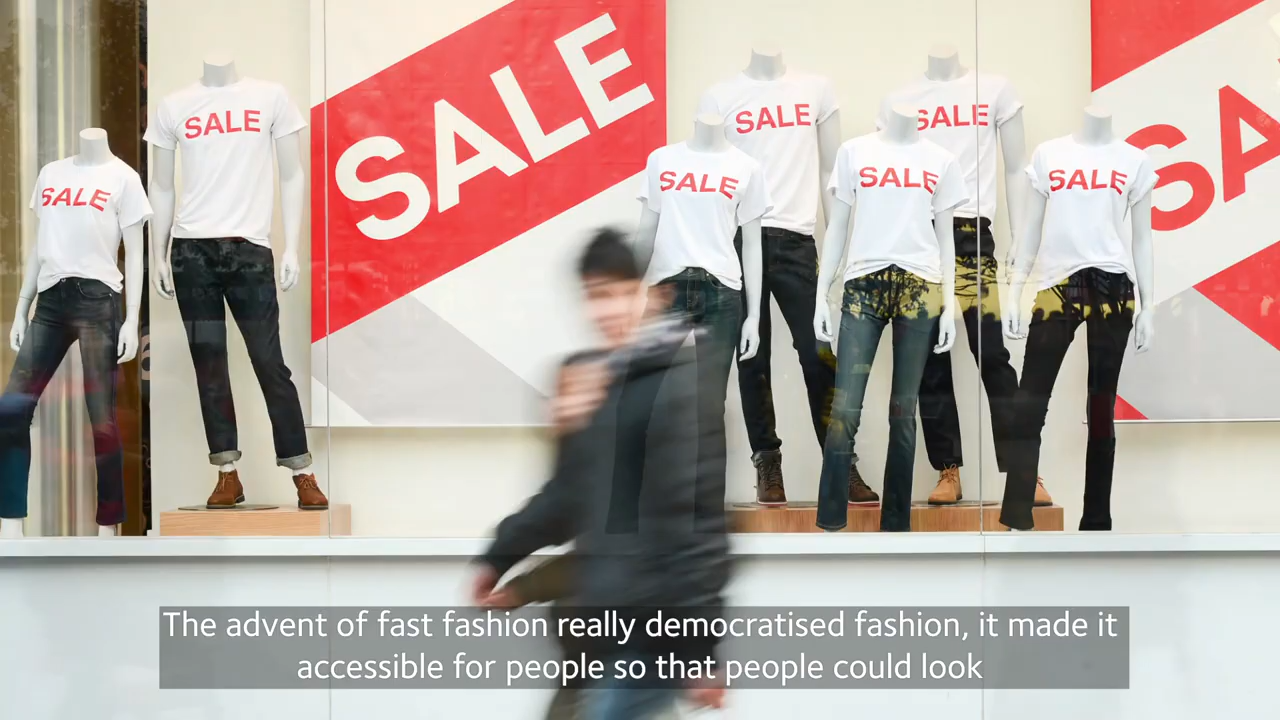 SALE
SALE
SALE
SALE
SALE
SALE
SALE
SALE
SA
The advent of fast fashion really democratised fashion, it made it
accessible for people so that people could look